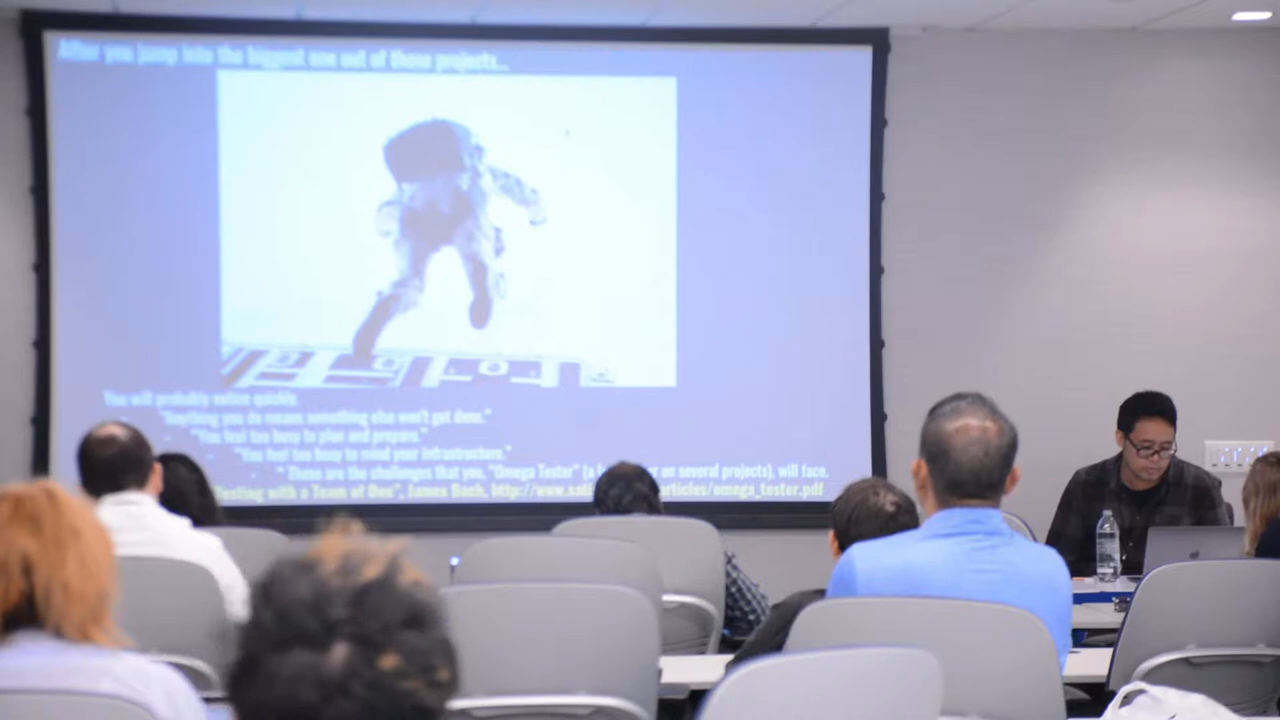 After you jump into the biggest one out of those projects...
You will probably notice quickly.
"Anything you do means something else won't get done."
"You feel too busy to plan and prepare."
"You feel too busy to mind your infrastructure."
" These are the challenges that you, "Omega Tester" (a on several projects), will face.
Testing with a Team of One", James Bach, http://www.sati articles/omega_tester.pdf